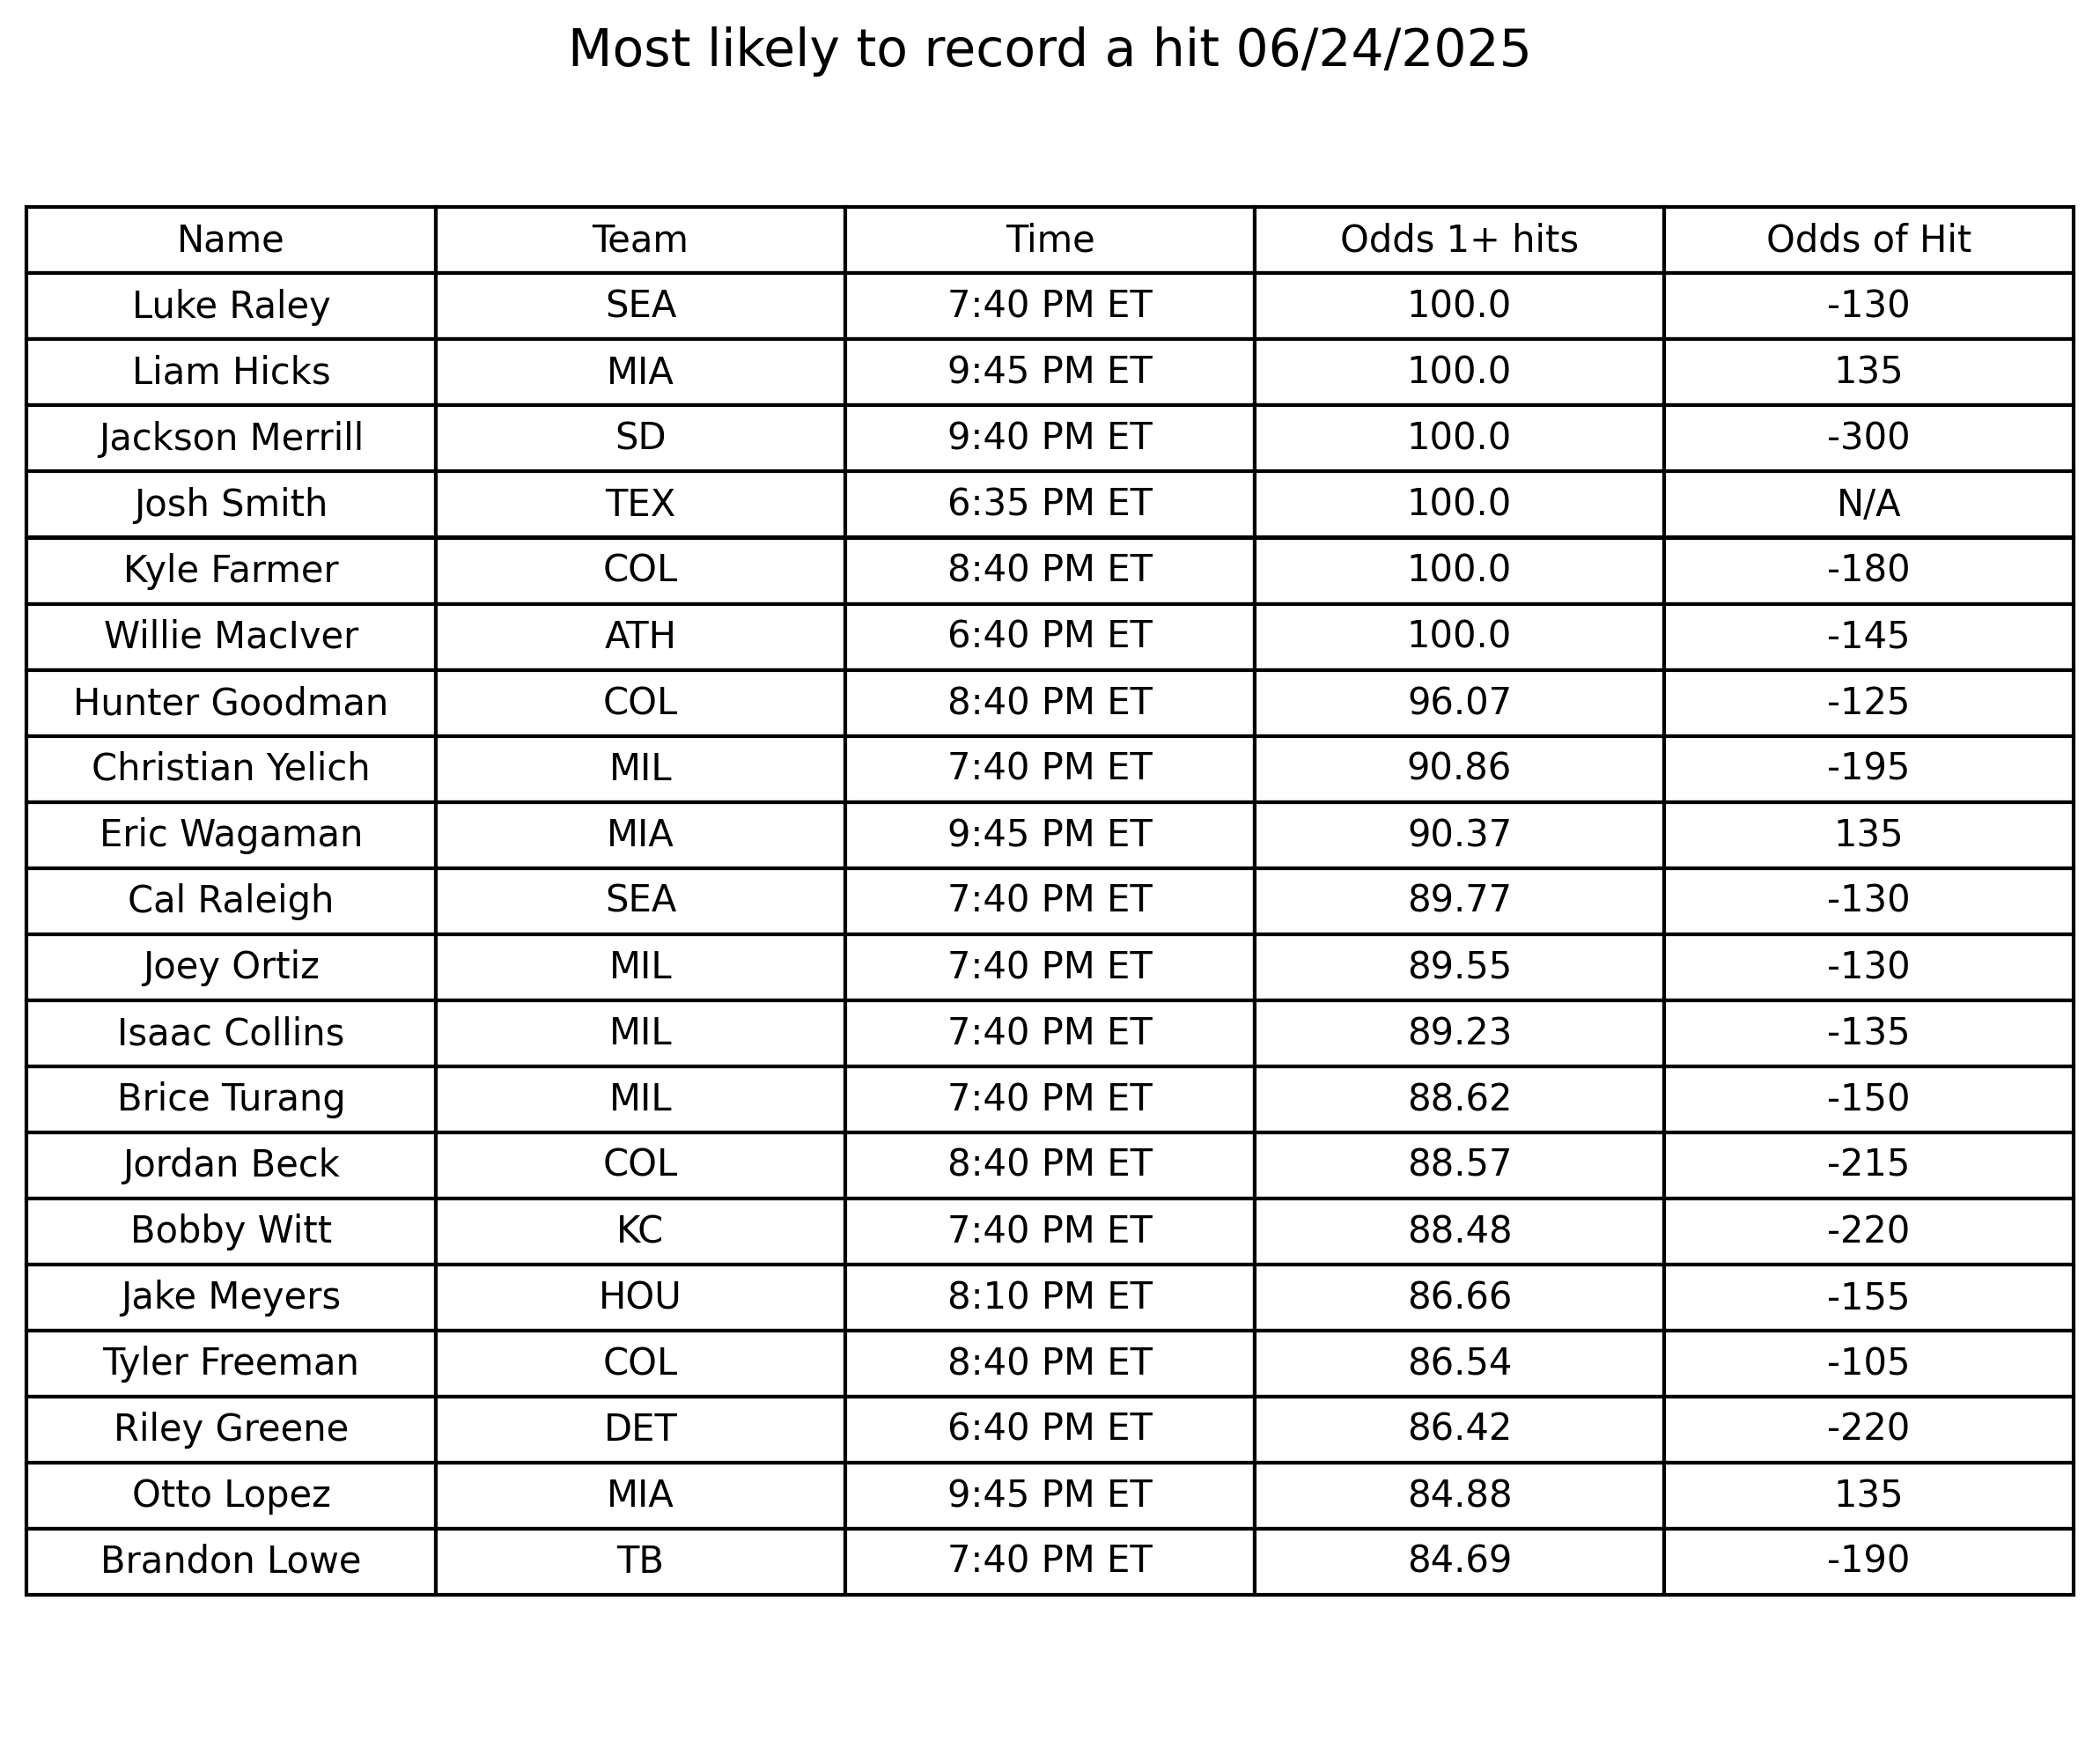 Most likely to record a hit 06/24/2025
Name Team Time Odds 1+ hits Odds of Hit
Luke Raley SEA 7:40 PM ET 100.0 -130
Liam Hicks MIA 9:45 PM ET 100.0 135
Jackson Merrill SD 9:40 PM ET 100.0 -300
Josh Smith TEX 6:35 PM ET 100.0 N/A
Kyle Farmer COL 8:40 PM ET 100.0 -180
Willie MacIver ATH 6:40 PM ET 100.0 -145
Hunter Goodman COL 8:40 PM ET 96.07 -125
Christian Yelich MIL 7:40 PM ET 90.86 -195
Eric Wagaman MIA 9:45 PM ET 90.37 135
Cal Raleigh SEA 7:40 PM ET 89.77 -130
Joey Ortiz MIL 7:40 PM ET 89.55 -130
Isaac Collins MIL 7:40 PM ET 89.23 -135
Brice Turang MIL 7:40 PM ET 88.62 -150
Jordan Beck COL 8:40 PM ET 88.57 -215
Bobby Witt KC 7:40 PM ET 88.48 -220
Jake Meyers HOU 8:10 PM ET 86.66 -155
Tyler Freeman COL 8:40 PM ET 86.54 -105
Riley Greene DET 6:40 PM ET 86.42 -220
Otto Lopez MIA 9:45 PM ET 84.88 135
Brandon Lowe TB 7:40 PM ET 84.69 -190